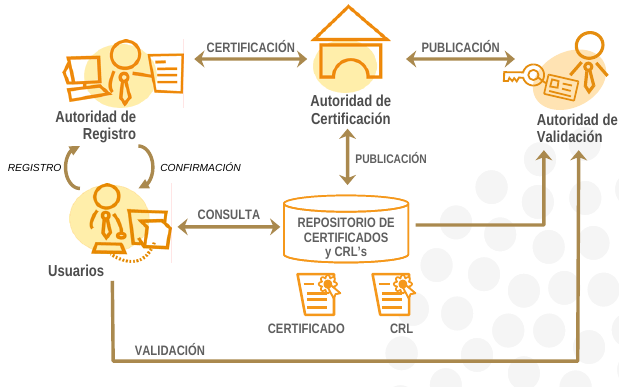 CERTIFICACIÓN
PUBLICACIÓN
Autoridad de
Registro
Autoridad de
Certificación
Autoridad de
Validación
REGISTRO
CONFIRMACIÓN
PUBLICACIÓN
CONSULTA
REPOSITORIO DE
CERTIFICADOS
y CRL's
Usuarios
CERTIFICADO
CRL
VALIDACIÓN